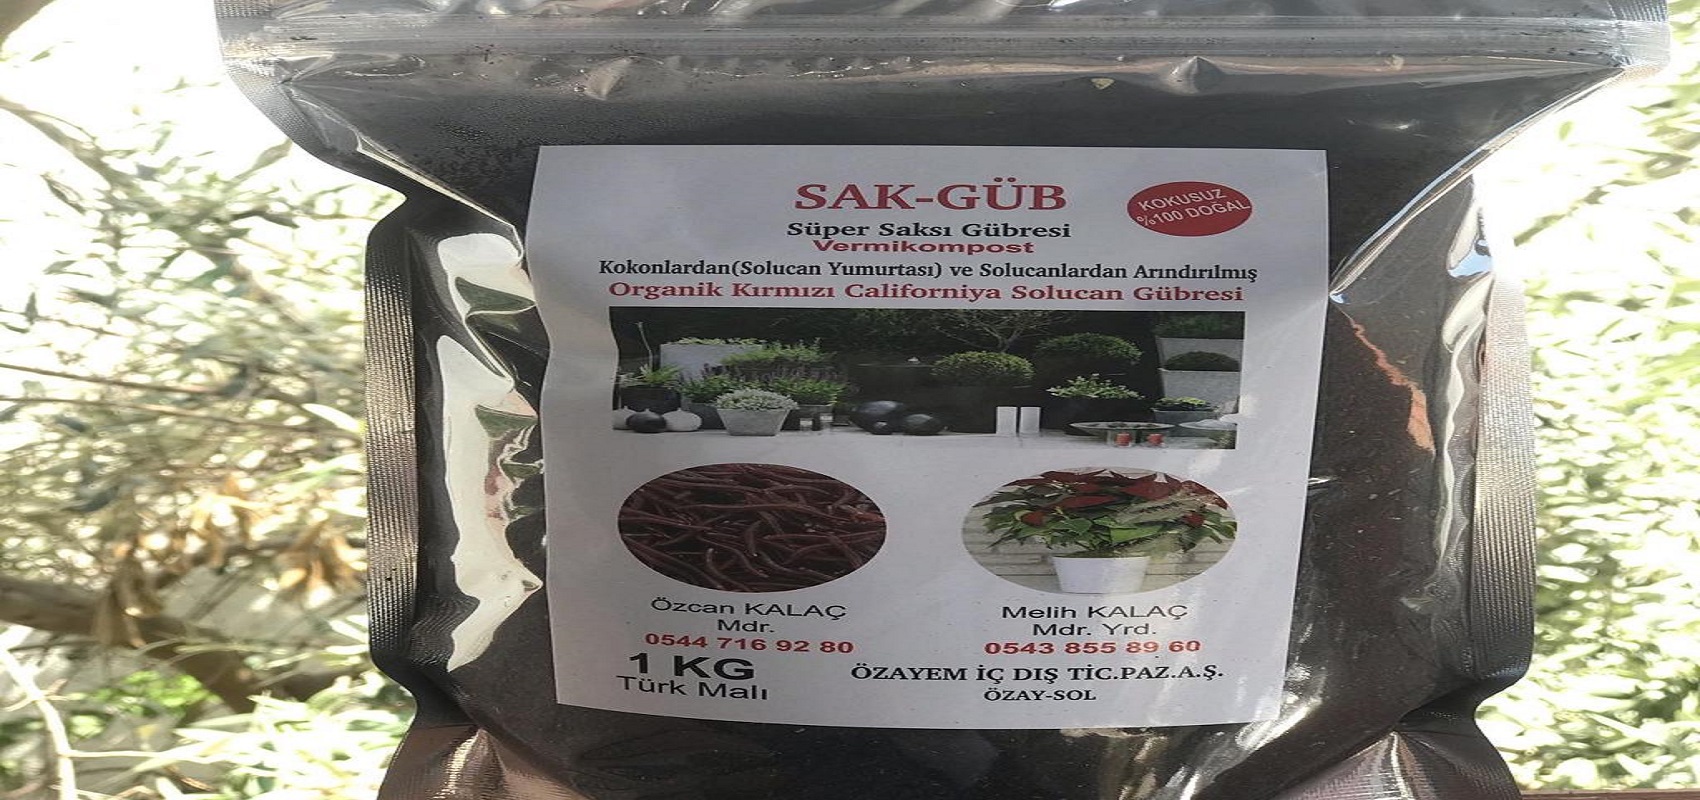 SAK-GÜB
KOKUSUZ
%100 DOĞAL
Süper Saksı Gübresi
Vermikompost
Kokonlardan(Solucan Yumurtası) ve Solucanlardan Arındırılmış
Organik Kırmızı Californiya Solucan Gübresi
Özcan KALAÇ
Mdr.
0544 716 92 80
Melih KALAÇ
Mdr. Yrd.
0543 855 89 60
1 KG
Türk Malı
ÖZAYEM İÇ DIŞ TİC.PAZ.A.Ş.
ÖZAY-SOL